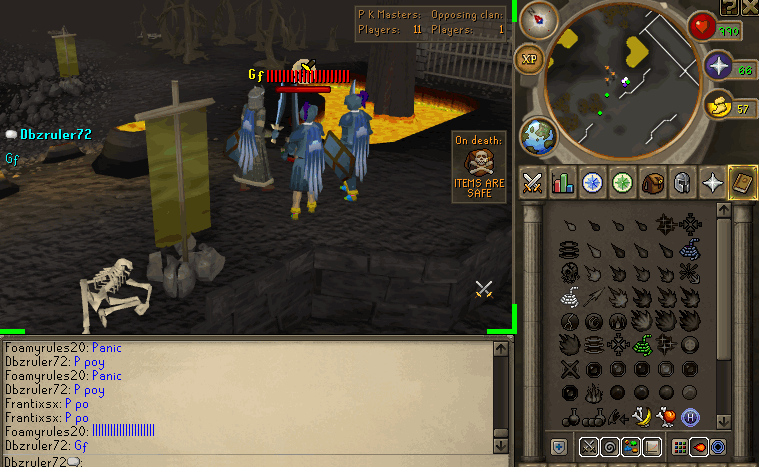 P K Masters: Opposing clan:
Players: 11 Players: 1
Gf
Dbzruler72
Gf
On death:
ITEMS ARE
SAFE
XP
990
68
57
?
H
Foamyrules20: Panic
Dbzruler72: P poy
Foamyrules20: Panic
Dbzruler72: P poy
Frantixsx: P po
Frantixsx: P po
Foamyrules20: ||||||||||||||||||||
Dbzruler72: Gf
Dbzruler72: